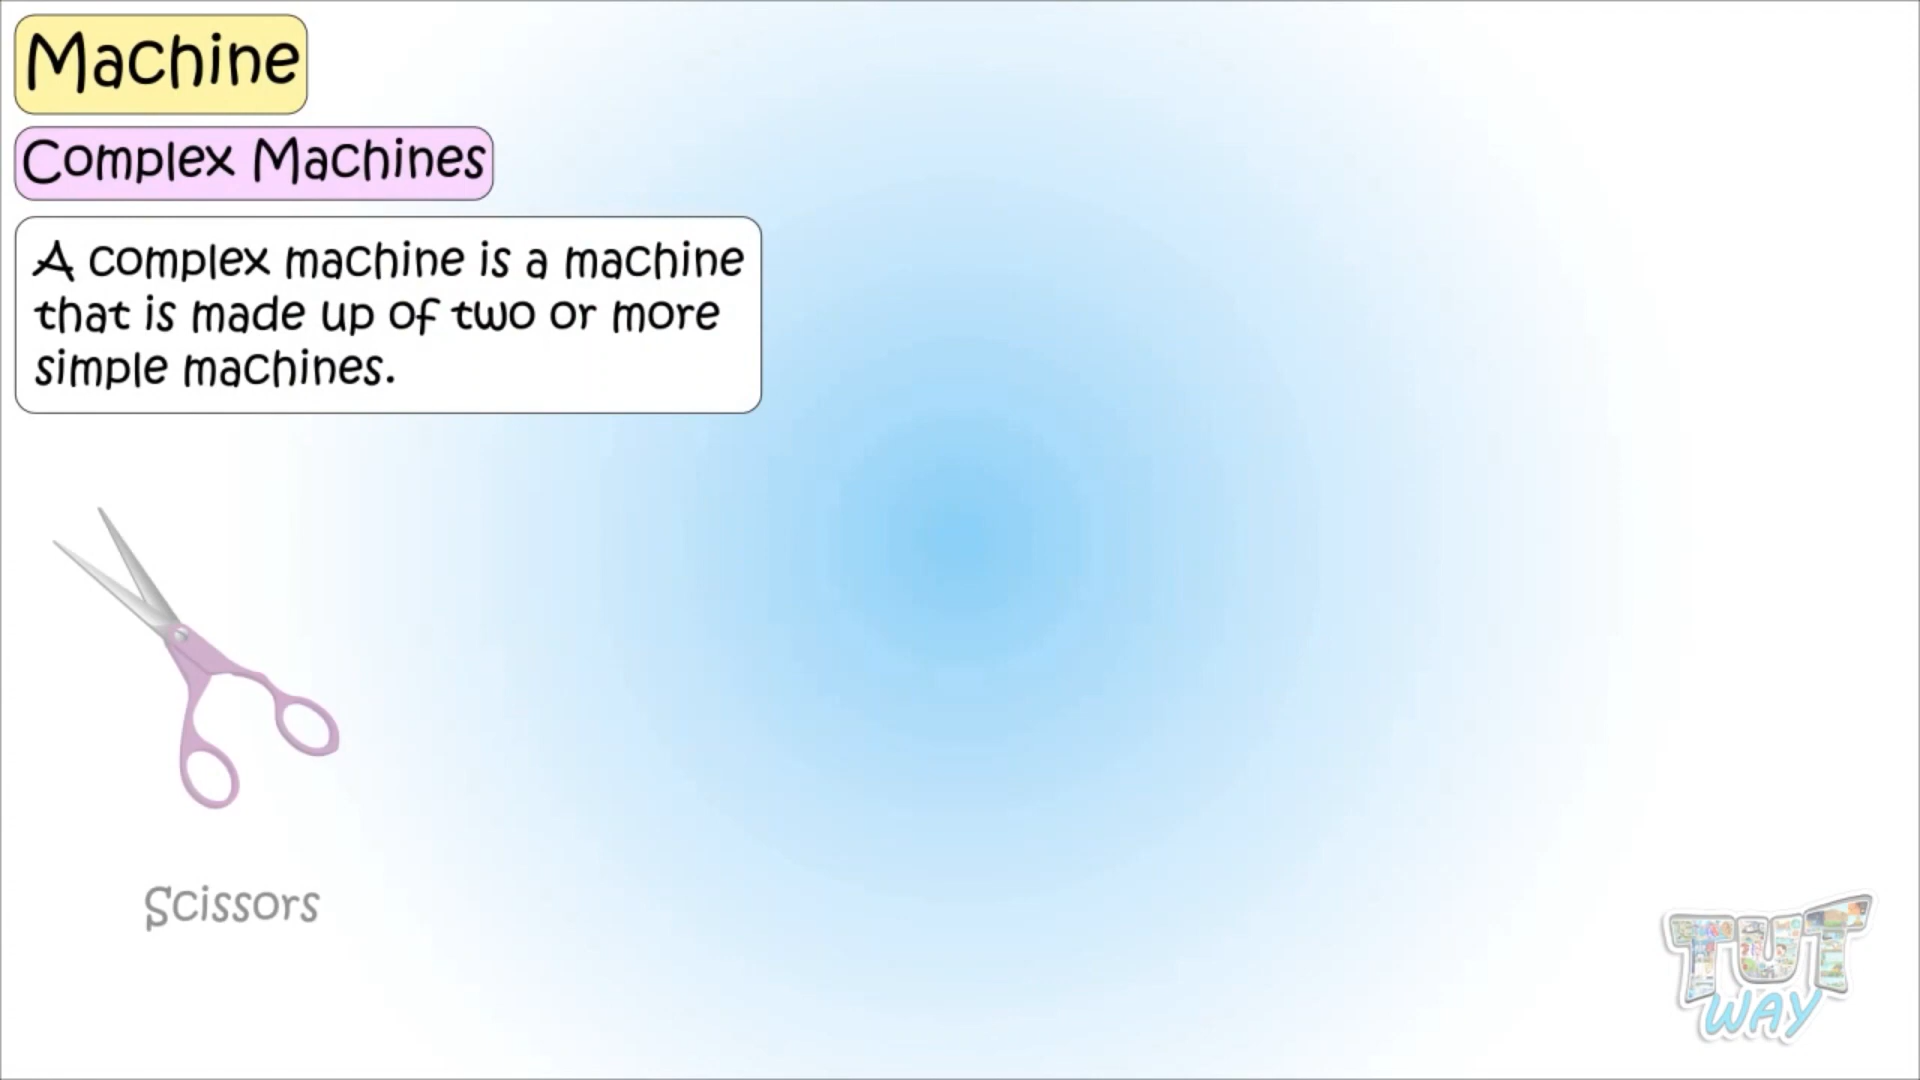 Machine
Complex Machines
A complex machine is a machine
that is made up of two or more
simple machines.
Scissors
TUT
WAY